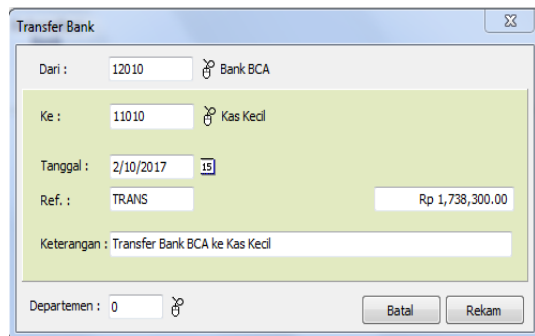 Transfer Bank
Dari : 12010 Bank BCA
Ke : 11010 Kas Kecil
Tanggal : 2/10/2017 15
Ref. : TRANS Rp 1,738,300.00
Keterangan : Transfer Bank BCA ke Kas Kecil
Departemen : 0 Batal Rekam